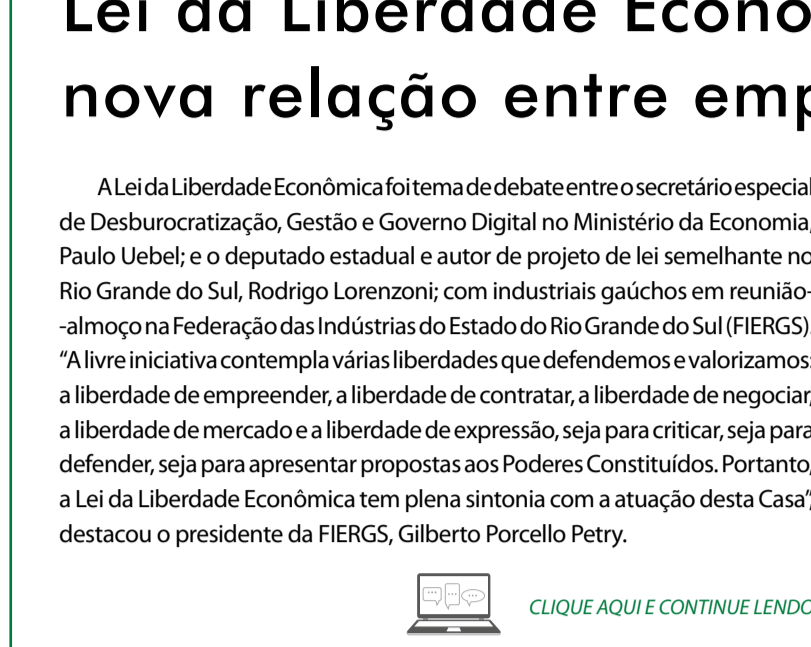 Lei da Liberdade Econo
nova relação entre emp
A Lei da Liberdade Econômica foi tema de debate entre o secretário especial
de Desburocratização, Gestão e Governo Digital no Ministério da Economia,
Paulo Uebel; e o deputado estadual e autor de projeto de lei semelhante no
Rio Grande do Sul, Rodrigo Lorenzoni; com industriais gaúchos em reunião-
-almoço na Federação das Indústrias do Estado do Rio Grande do Sul (FIERGS).
“A livre iniciativa contempla várias liberdades que defendemos e valorizamos:
a liberdade de empreender, a liberdade de contratar, a liberdade de negociar,
a liberdade de mercado e a liberdade de expressão, seja para criticar, seja para
defender, seja para apresentar propostas aos Poderes Constituídos. Portanto,
a Lei da Liberdade Econômica tem plena sintonia com a atuação desta Casa”,
destacou o presidente da FIERGS, Gilberto Porcello Petry.
CLIQUE AQUI E CONTINUE LENDO